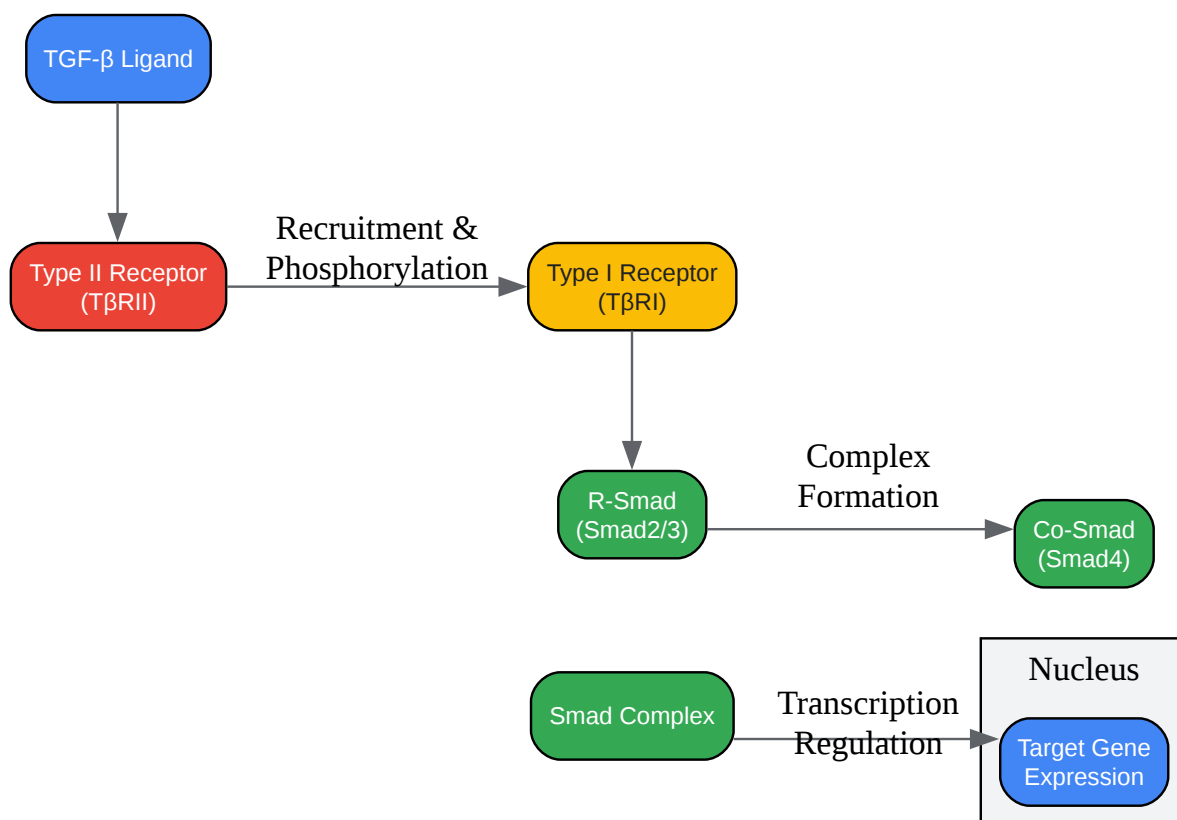 TGF-β Ligand
Recruitment &
Phosphorylation
Type II Receptor
(TβRII)
Type I Receptor
(TβRI)
Complex
Formation
R-Smad
(Smad2/3)
Co-Smad
(Smad4)
Nucleus
Smad Complex
Transcription
Regulation
Target Gene
Expression